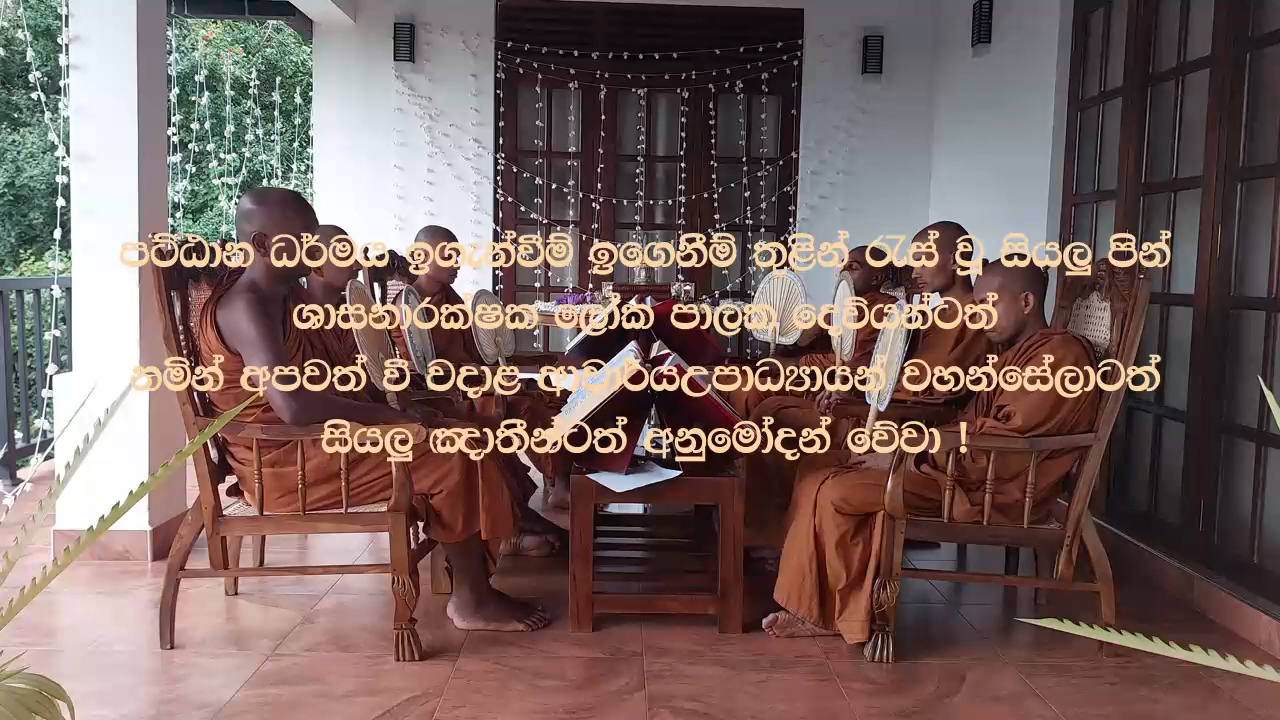 පට්ඨාන ධර්මය ඉගැන්වීම් ඉගෙනීම් තුළින් රැස් වූ සියලු පින්
ශාසනාරක්ෂක ලෝක පාලක දෙවියන්ටත්
නමින් අපවත් වී වදාළ ආචාර්යඋපාධ්‍යායන් වහන්සේලාටත්
සියලු ඤාතීන්ටත් අනුමෝදන් වේවා !